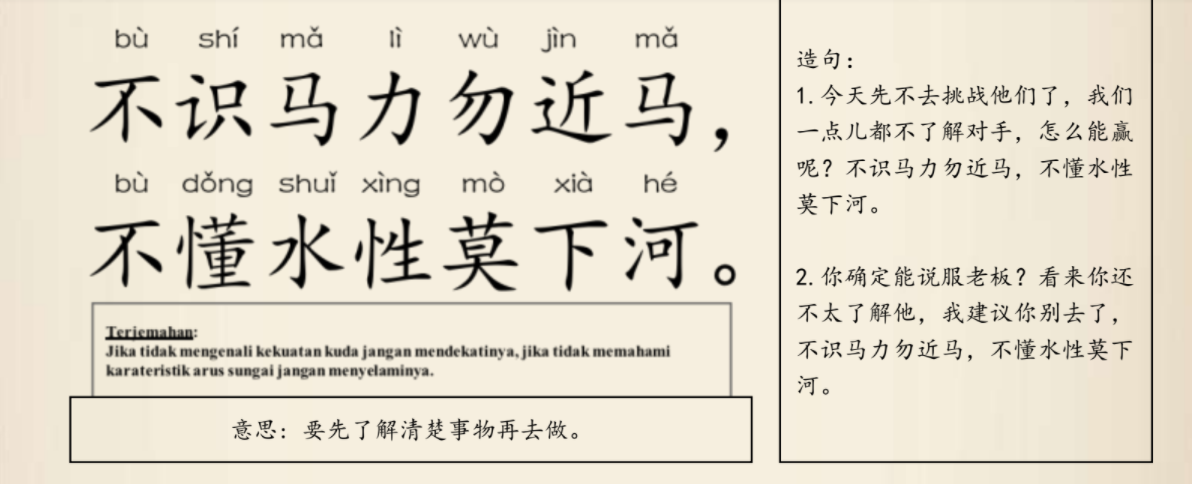 bù shí mǎ lì wù jìn mǎ
不识马力勿近马，
bù dǒng shuǐ xìng mò xià hé
不懂水性莫下河。
Terjemahan:
Jika tidak mengenali kekuatan kuda jangan mendekatinya, jika tidak memahami
karateristik arus sungai jangan menyelaminya.
意思：要先了解清楚事物再去做。
造句：
1.今天先不去挑战他们了，我们
一点儿都不了解对手，怎么能赢
呢？不识马力勿近马，不懂水性
莫下河。
2.你确定能说服老板？看来你还
不太了解他，我建议你别去了，
不识马力勿近马，不懂水性莫下
河。